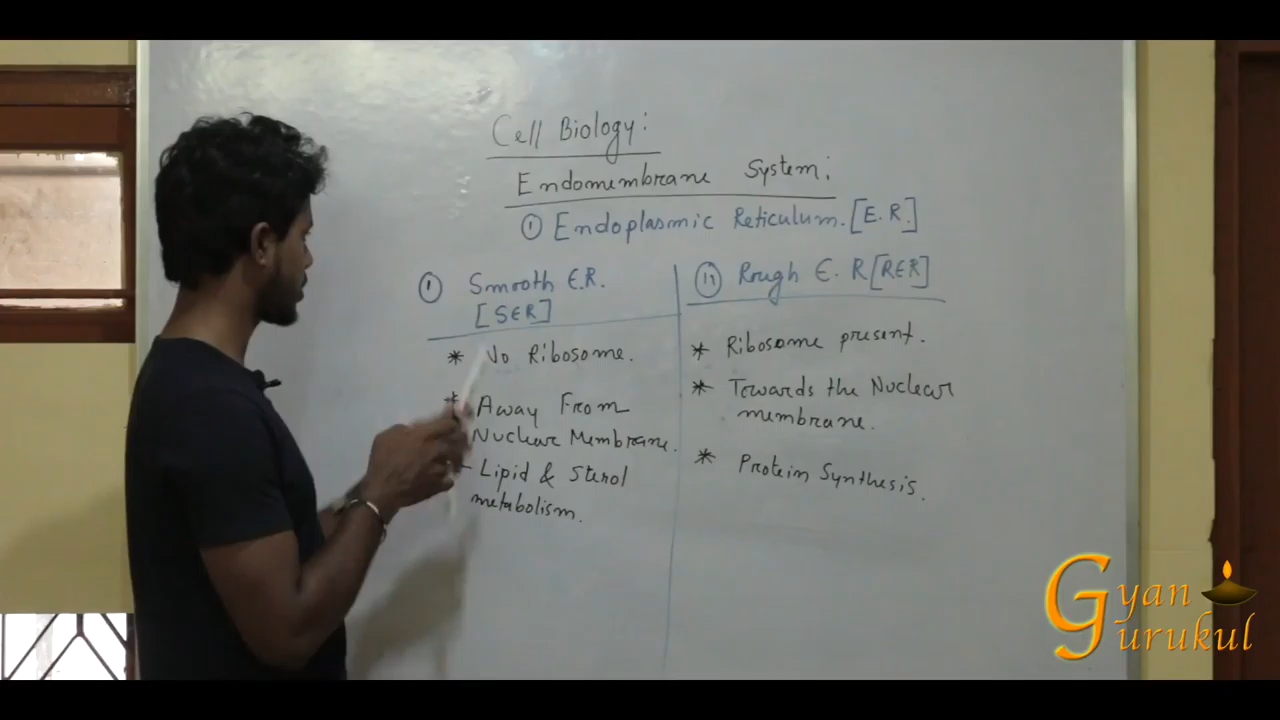 Cell Biology:
Endomembrane System:
① Endoplasmic Reticulum. [E.R.]
① Smooth E.R.
[SER]
* No Ribosome.
* Away From
Nuclear Membrane.
* Lipid & Sterol
metabolism.
(ii) Rough E.R [RER]
* Ribosome present.
* Towards the Nuclear
membrane.
* Protein Synthesis.
Gyan
Gurukul